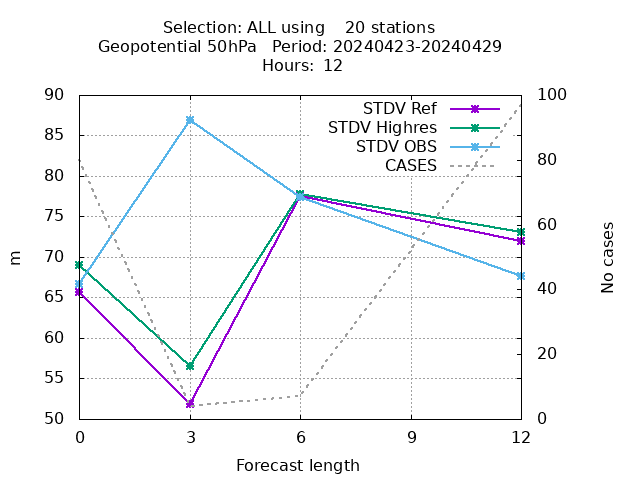 Selection: ALL using    20 stations
Geopotential 50hPa   Period: 20240423-20240429
Hours: 12
90
85
80
75
70
65
60
55
50
m
STDV Ref
STDV Highres
STDV OBS
CASES
100
80
60
40
20
0
No cases
0 3 6 9 12
Forecast length